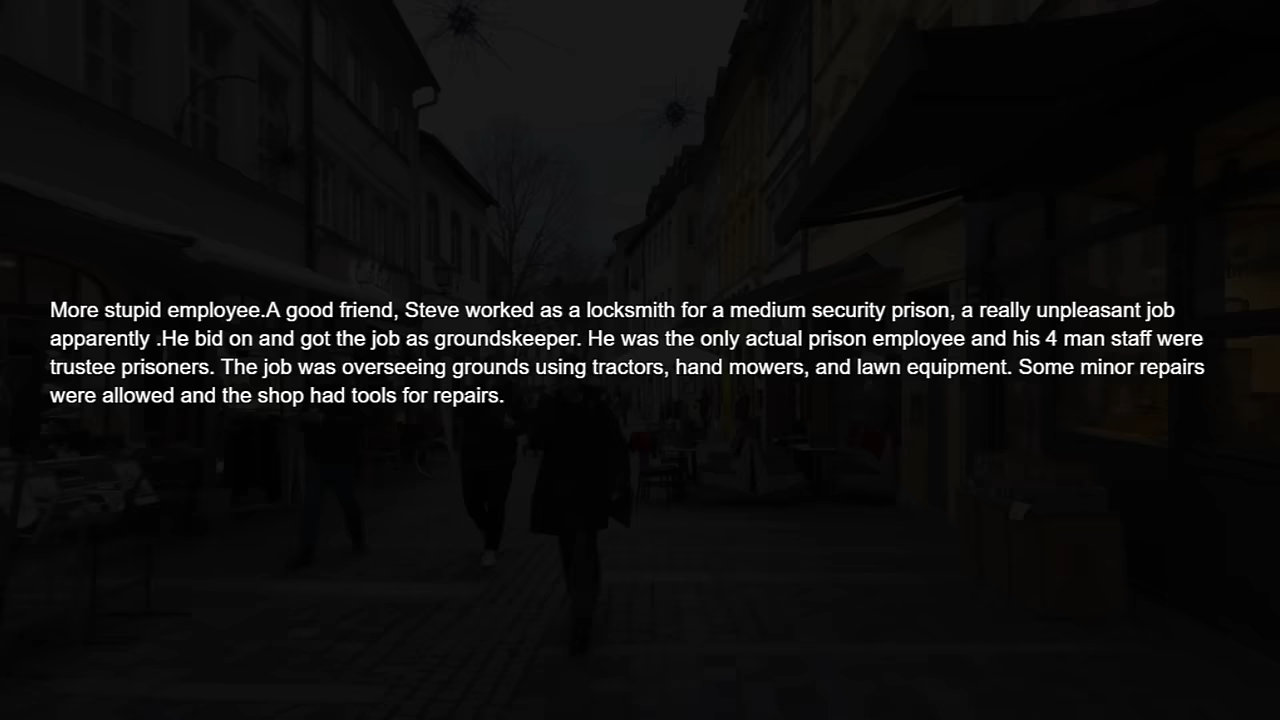 More stupid employee.A good friend, Steve worked as a locksmith for a medium security prison, a really unpleasant job
apparently .He bid on and got the job as groundskeeper. He was the only actual prison employee and his 4 man staff were
trustee prisoners. The job was overseeing grounds using tractors, hand mowers, and lawn equipment. Some minor repairs
were allowed and the shop had tools for repairs.